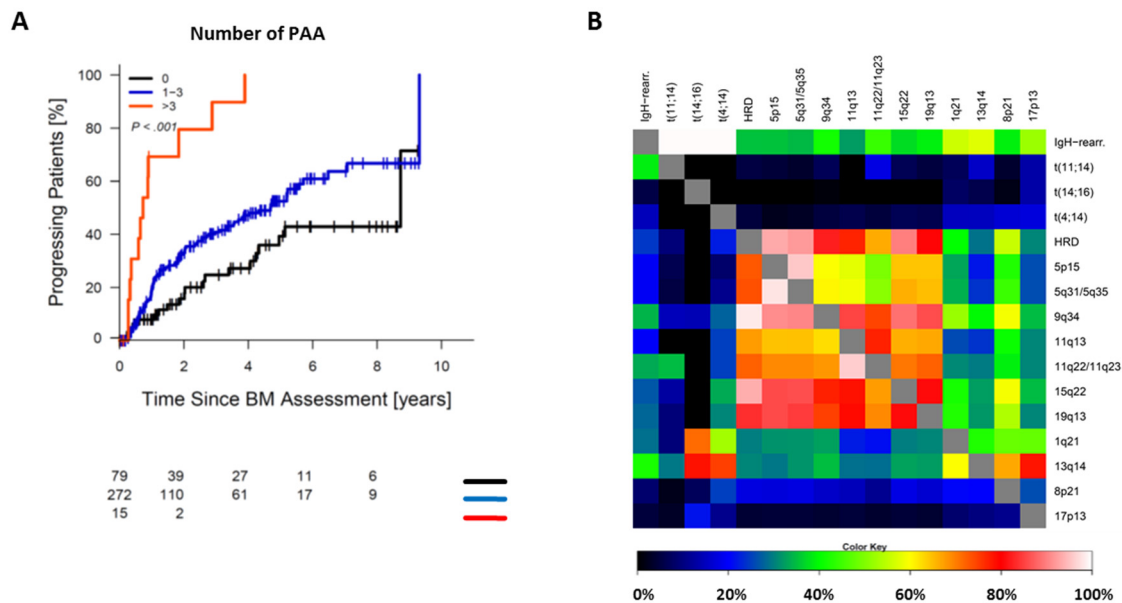 A
Number of PAA
Progressing Patients [%]
100
80
60
40
20
0
0
1−3
>3
P < .001
0 2 4 6 8 10
Time Since BM Assessment [years]
79 39 27 11 6
272 110 61 17 9
15 2
B
IgH−rearr. t(11;14) t(14;16) t(4;14) HRD 5p15 5q31/5q35 9q34 11q13 11q22/11q23 15q22 19q13 1q21 13q14 8p21 17p13
IgH−rearr.
t(11;14)
t(14;16)
t(4;14)
HRD
5p15
5q31/5q35
9q34
11q13
11q22/11q23
15q22
19q13
1q21
13q14
8p21
17p13
Color Key
0% 20% 40% 60% 80% 100%